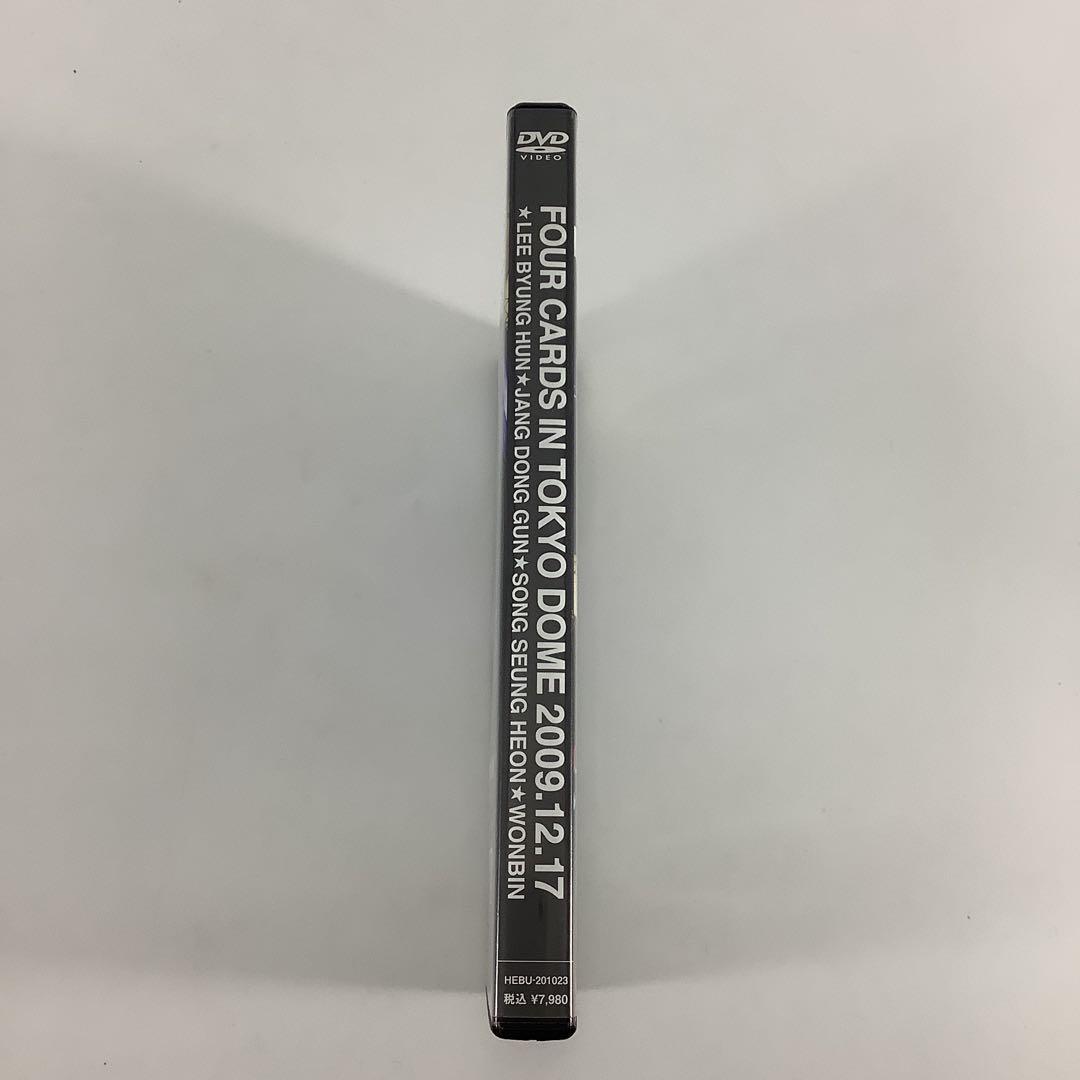 DVD
VIDEO
FOUR CARDS IN TOKYO DOME 2009.12.17
★LEE BYUNG HUN★JANG DONG GUN★SONG SEUNG HEON★WONBIN
HEBU-201023
税込 ¥7,980